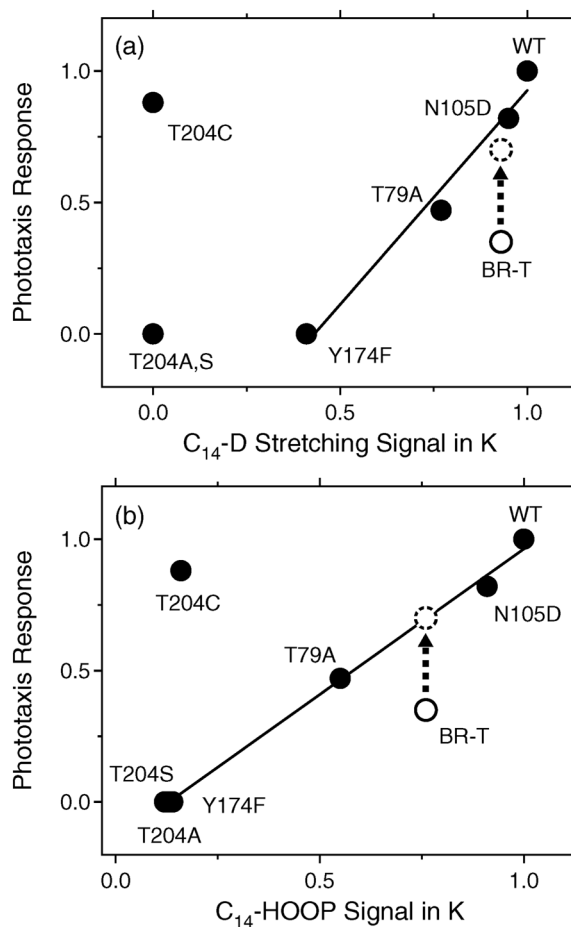 (a)
WT
1.0
N105D
T204C
Phototaxis Response
T79A
0.5
BR-T
0.0
T204A,S
Y174F
0.0 0.5 1.0
C₁₄-D Stretching Signal in K
(b)
WT
1.0
T204C
N105D
Phototaxis Response
T79A
0.5
BR-T
T204S
0.0
Y174F
T204A
0.0 0.5 1.0
C₁₄-HOOP Signal in K